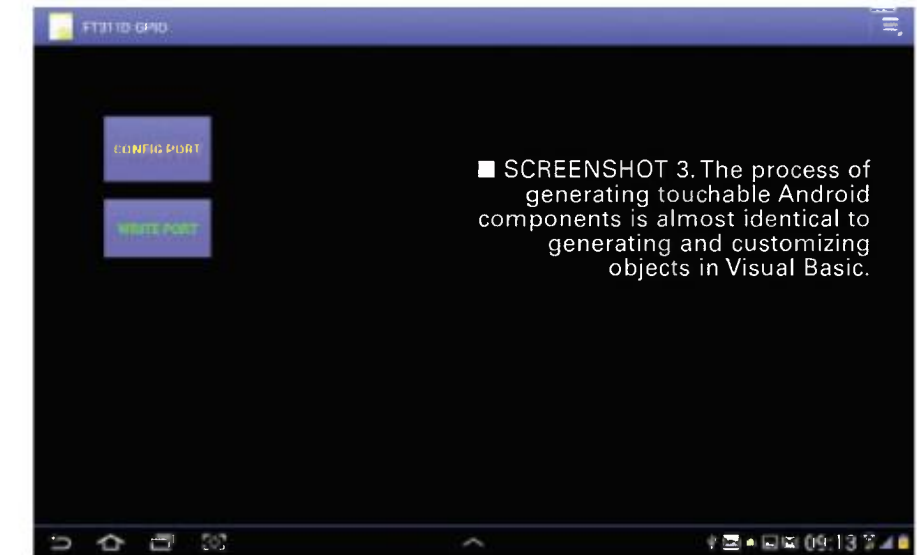 FT311D GPIO
CONFIG PORT
WRITE PORT
■ SCREENSHOT 3. The process of
generating touchable Android
components is almost identical to
generating and customizing
objects in Visual Basic.
09:13